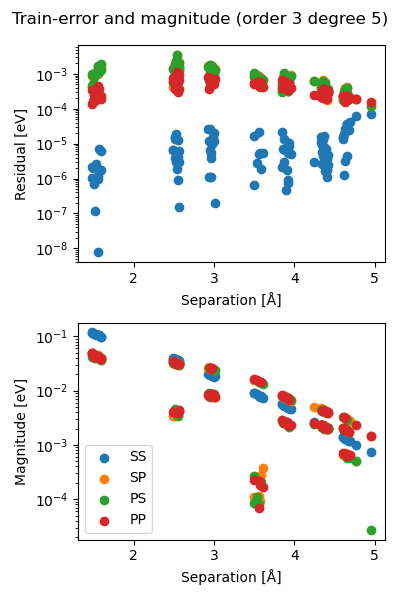 Train-error and magnitude (order 3 degree 5)
Residual [eV]
10⁻³
10⁻⁴
10⁻⁵
10⁻⁶
10⁻⁷
10⁻⁸
2 3 4 5
Separation [Å]
Magnitude [eV]
10⁻¹
10⁻²
10⁻³
10⁻⁴
SS
SP
PS
PP
2 3 4 5
Separation [Å]